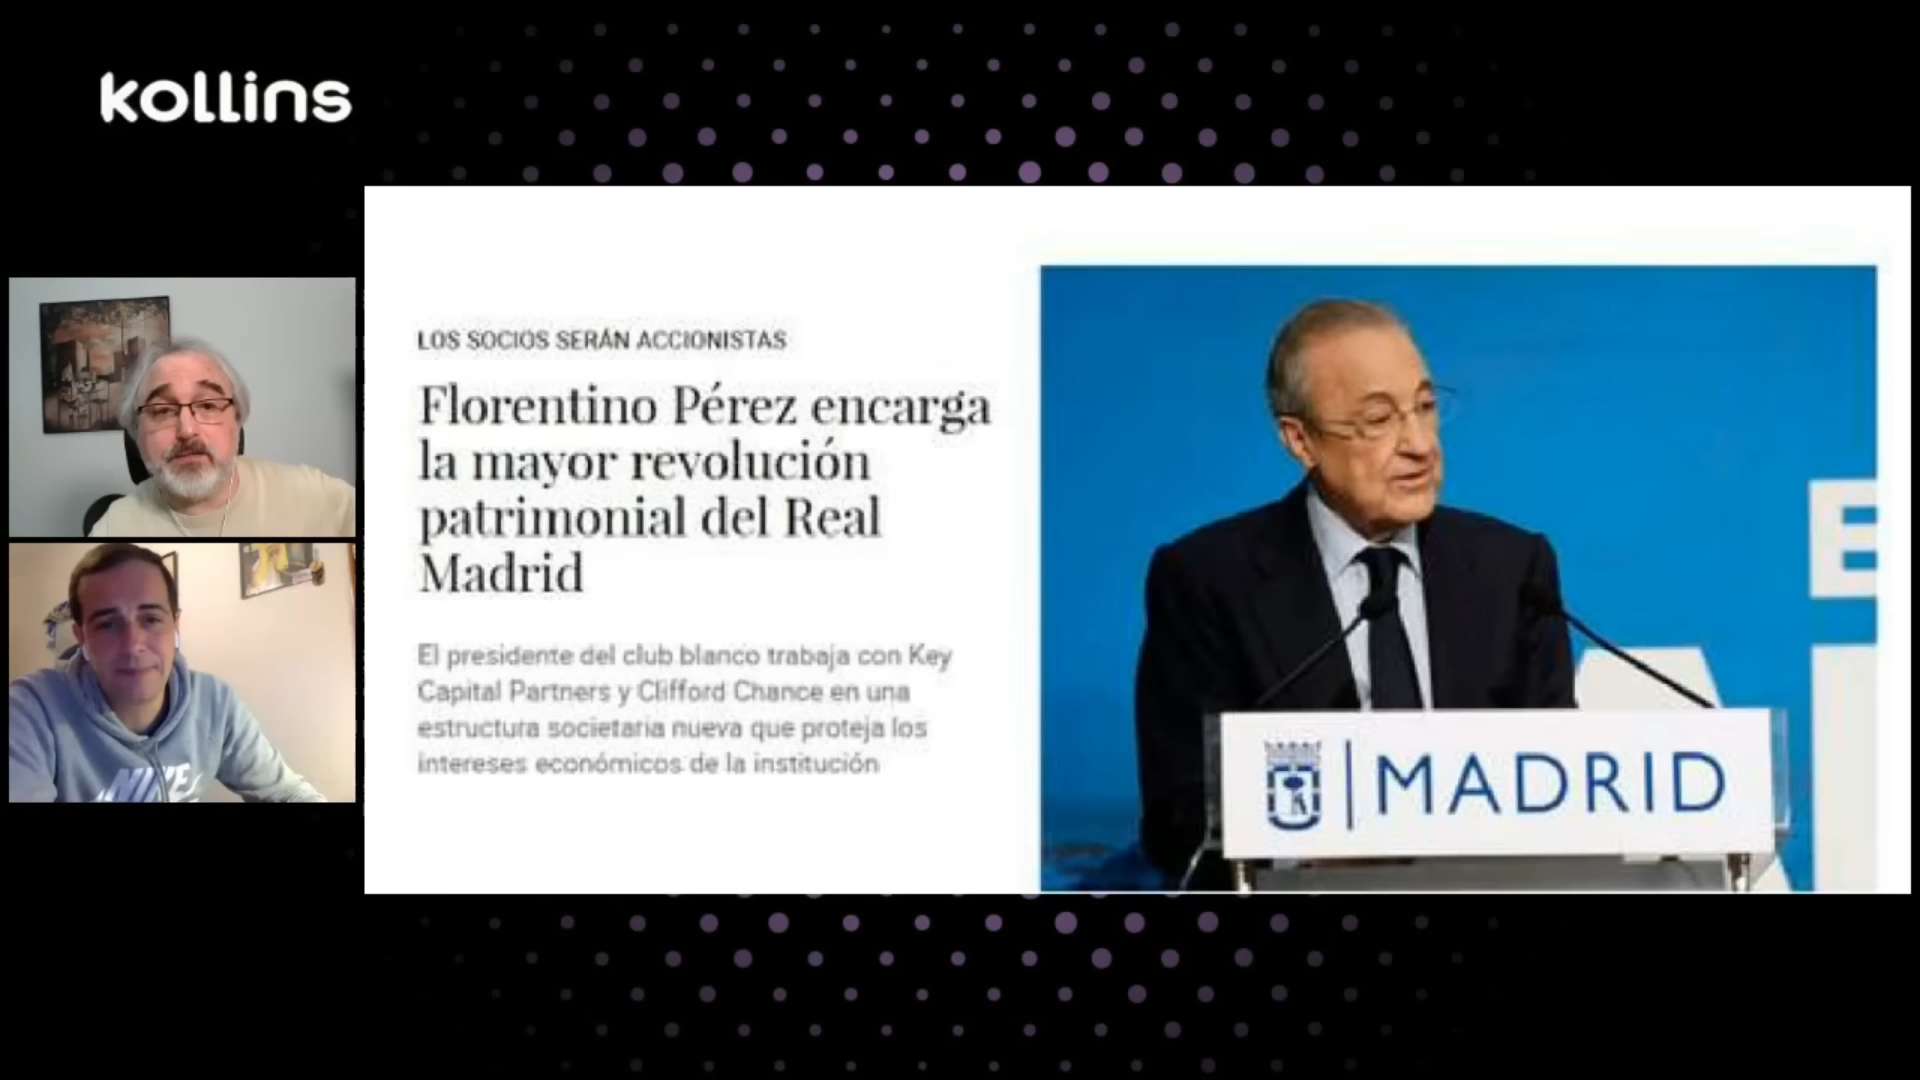 kollins
LOS SOCIOS SERÁN ACCIONISTAS
Florentino Pérez encarga
la mayor revolución
patrimonial del Real
Madrid
El presidente del club blanco trabaja con Key
Capital Partners y Clifford Chance en una
estructura societaria nueva que proteja los
intereses económicos de la institución
MADRID
NIKE